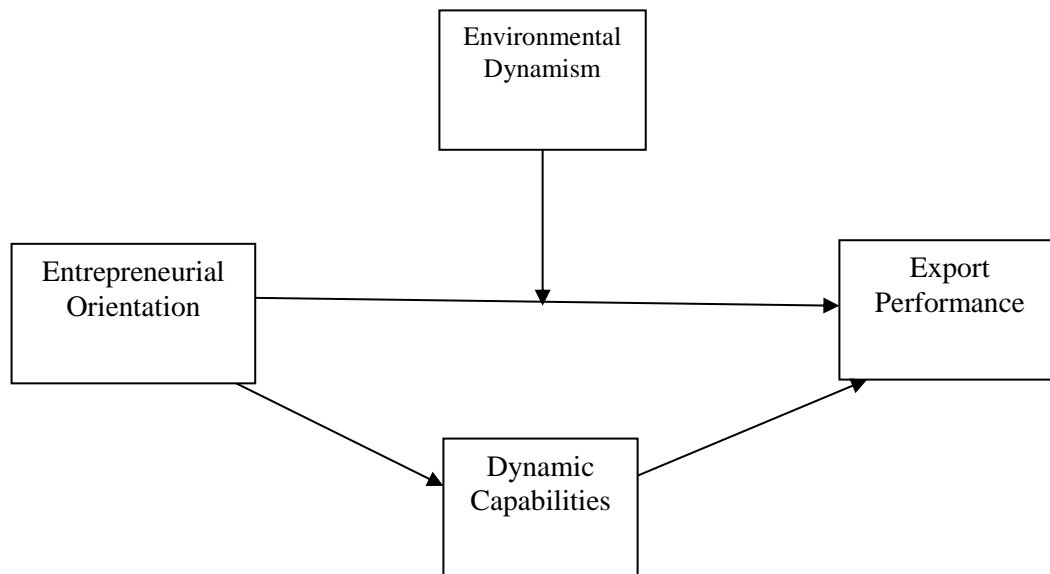 Environmental
Dynamism
Entrepreneurial
Orientation
Export
Performance
Dynamic
Capabilities